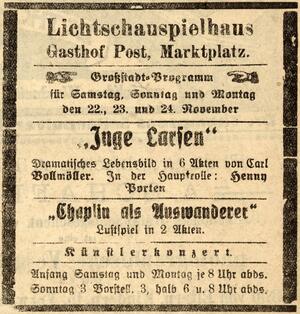 Lichtschauspielhaus
Gasthof Post, Marktplatz.
Großstadt-Programm
für Samstag, Sonntag und Montag
den 22., 23. und 24. November
„Inge Larsen“
Dramatisches Lebensbild in 6 Akten von Carl
Vollmöller. In der Hauptrolle: Henny
Porten
„Chaplin als Auswanderer“
Lustspiel in 2 Akten.
Künstlerkonzert.
Anfang Samstag und Montag je 8 Uhr abds.
Sonntag 3 Vorstell. 3, halb 6 u. 8 Uhr abds.